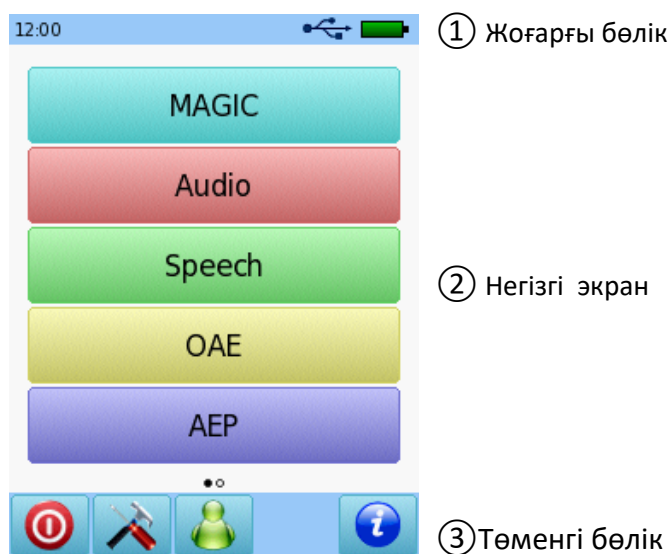 12:00
① Жоғарғы бөлік
MAGIC
Audio
Speech
② Негізгі экран
OAE
AEP
③Төменгі бөлік